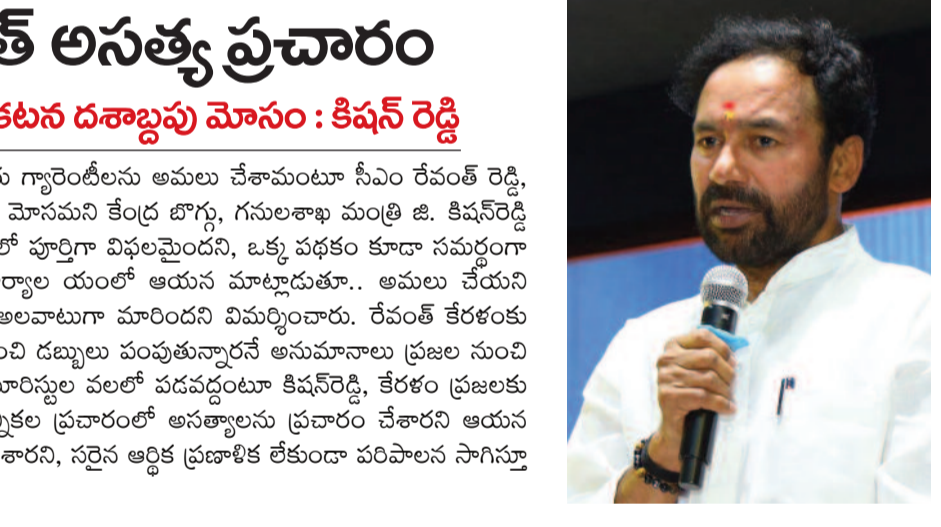 త్ అసత్య ప్రచారం
కటన దశాబ్దపు మోసం : కిషన్ రెడ్డి
గ్యారెంటీలను అమలు చేశామంటూ సీఎం రేవంత్ రెడ్డి,
మోసమని కేంద్ర బొగ్గు, గనులశాఖ మంత్రి జి. కిషన్‌రెడ్డి
లో పూర్తిగా విఫలమైందని, ఒక్క పథకం కూడా సమర్థంగా
ర్యాల యంలో ఆయన మాట్లాడుతూ.. అమలు చేయని
అలవాటుగా మారిందని విమర్శించారు. రేవంత్ కేరళంకు
చి డబ్బులు పంపుతున్నారనే అనుమానాలు ప్రజల నుంచి
వలలో పడవద్దంటూ కిషన్‌రెడ్డి, కేరళం ప్రజలకు
ప్రచారంలో అసత్యాలను ప్రచారం చేశారని ఆయన
శారని, సరైన ఆర్థిక ప్రణాళిక లేకుండా పరిపాలన సాగిస్తూ